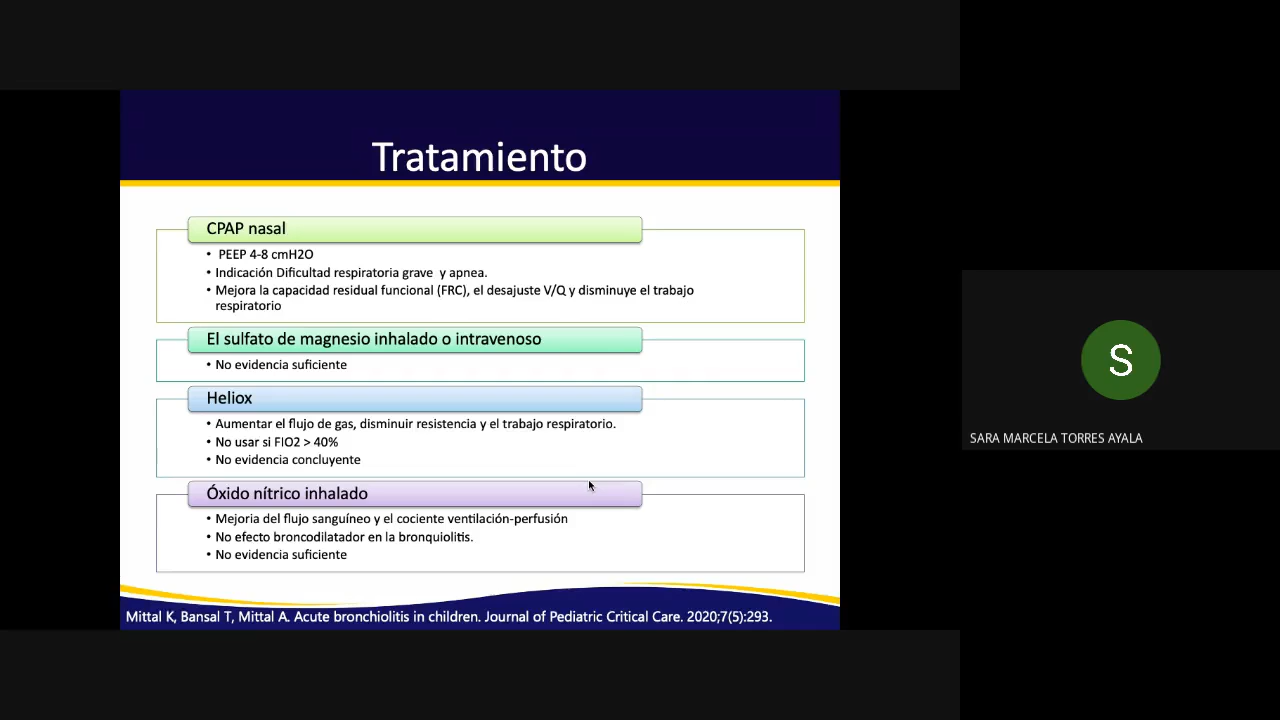 Tratamiento
CPAP nasal
• PEEP 4-8 cmH2O
• Indicación Dificultad respiratoria grave y apnea.
• Mejora la capacidad residual funcional (FRC), el desajuste V/Q y disminuye el trabajo
respiratorio
El sulfato de magnesio inhalado o intravenoso
• No evidencia suficiente
Heliox
• Aumentar el flujo de gas, disminuir resistencia y el trabajo respiratorio.
• No usar si FIO2 > 40%
• No evidencia concluyente
Óxido nítrico inhalado
• Mejoria del flujo sanguíneo y el cociente ventilación-perfusión
• No efecto broncodilatador en la bronquiolitis.
• No evidencia suficiente
Mittal K, Bansal T, Mittal A. Acute bronchiolitis in children. Journal of Pediatric Critical Care. 2020;7(5):293.
S
SARA MARCELA TORRES AYALA